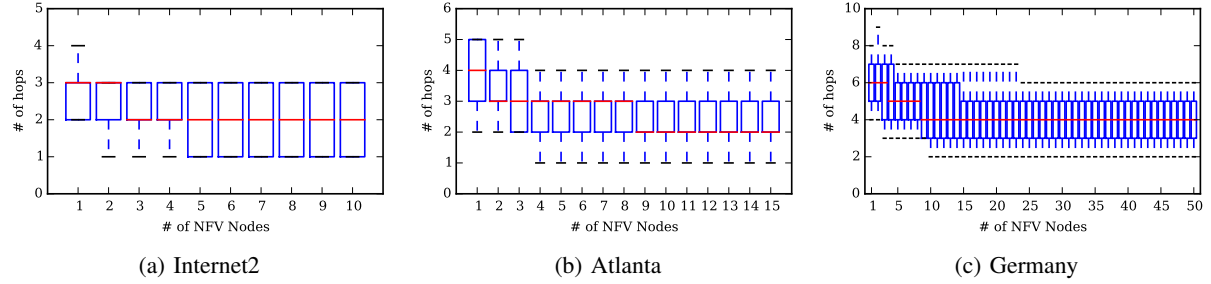 5
4
3
2
1
0
# of hops
1 2 3 4 5 6 7 8 9 10
# of NFV Nodes
(a) Internet2
6
5
4
3
2
1
0
# of hops
1 2 3 4 5 6 7 8 9 10 11 12 13 14 15
# of NFV Nodes
(b) Atlanta
10
8
6
4
2
0
# of hops
1 5 10 15 20 25 30 35 40 45 50
# of NFV Nodes
(c) Germany